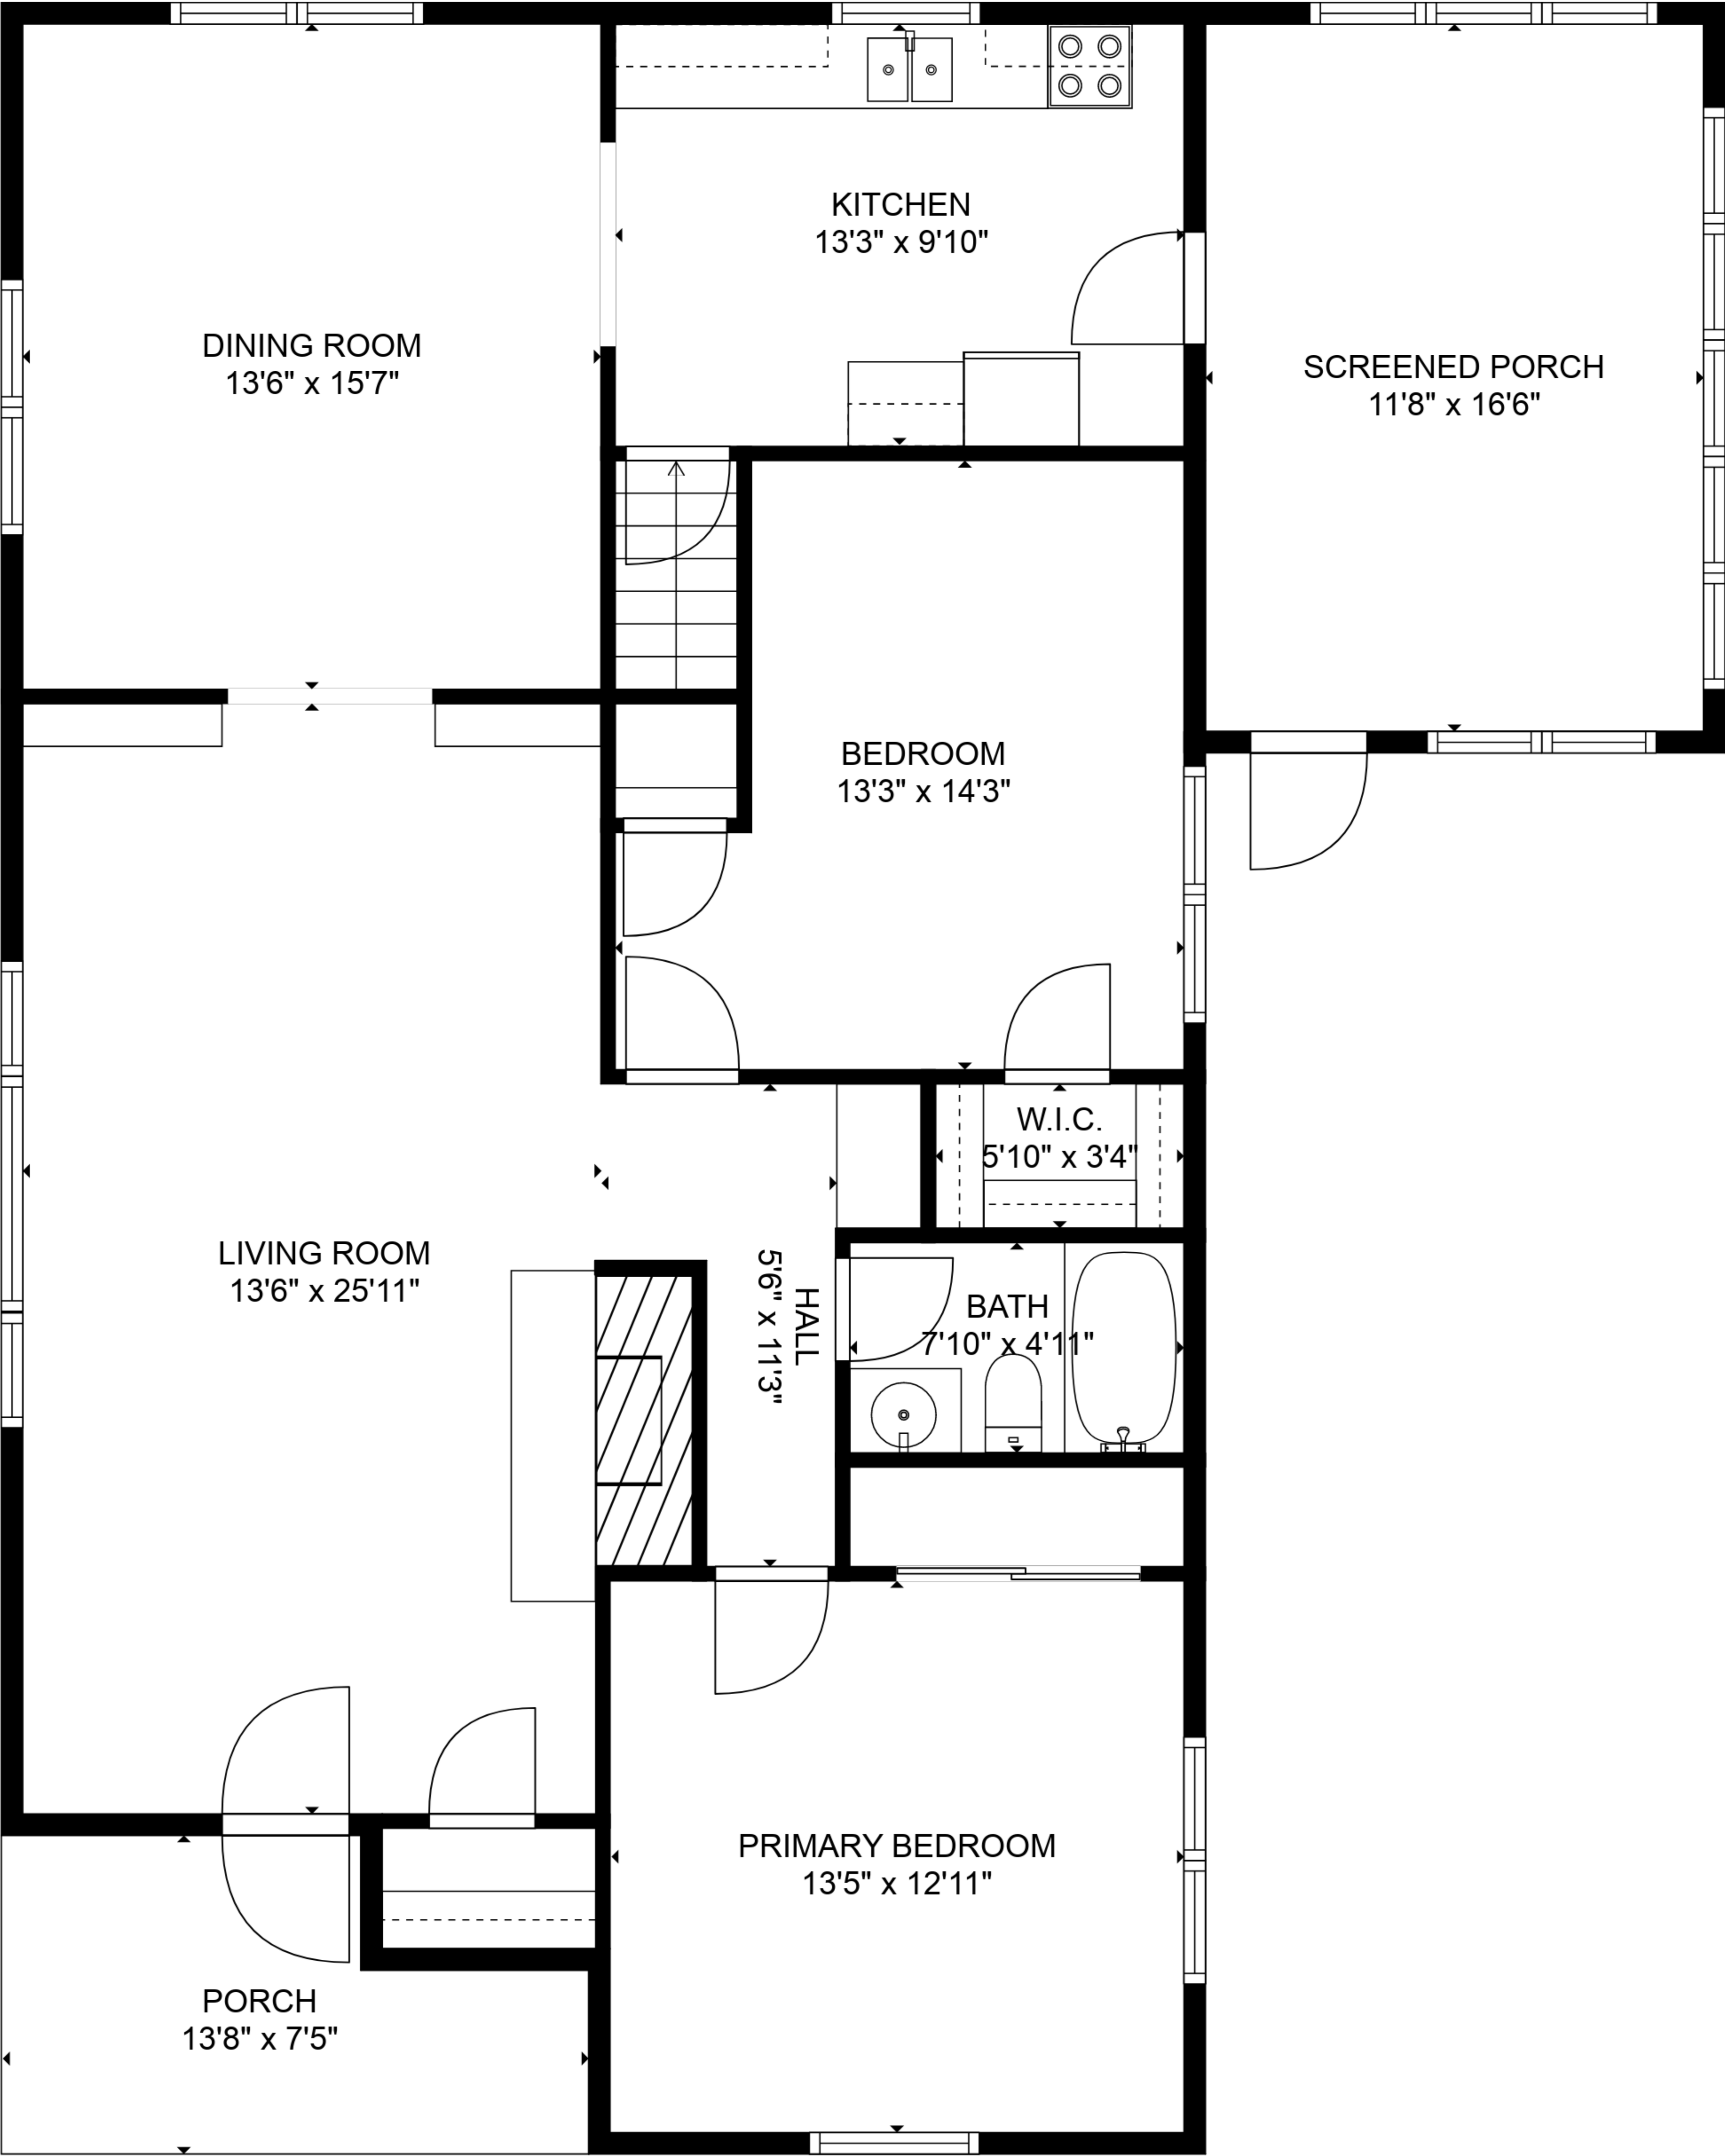 KITCHEN
13'3" x 9'10"
DINING ROOM
13'6" x 15'7"
SCREENED PORCH
11'8" x 16'6"
BEDROOM
13'3" x 14'3"
W.I.C.
5'10" x 3'4"
LIVING ROOM
13'6" x 25'11"
HALL
5'6" x 11'3"
BATH
7'10" x 4'11"
PRIMARY BEDROOM
13'5" x 12'11"
PORCH
13'8" x 7'5"